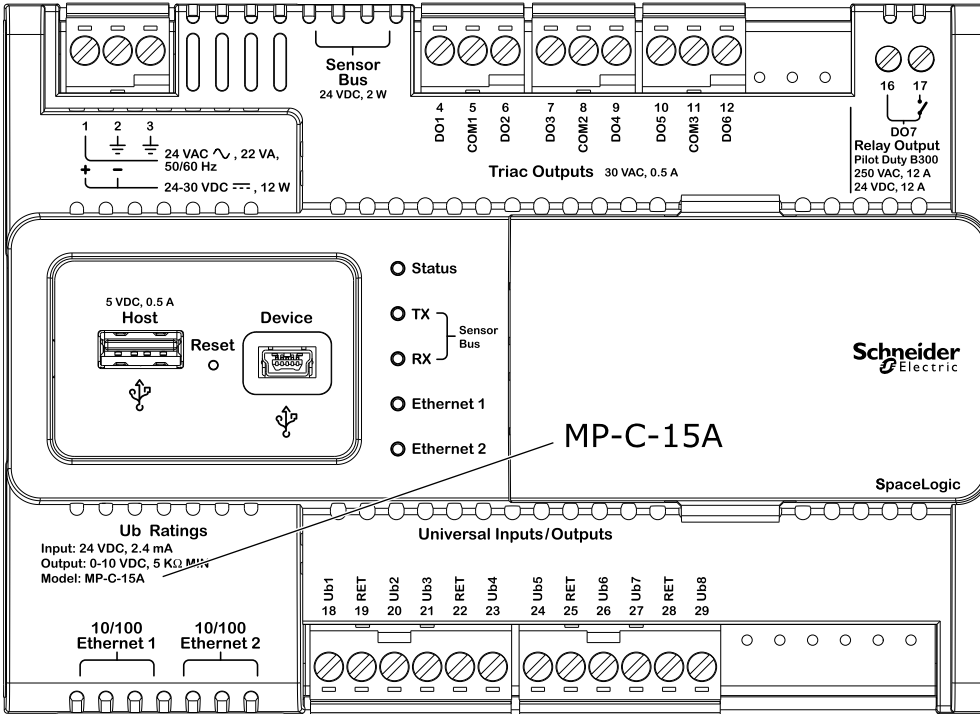 Sensor
Bus
24 VDC, 2 W
1 2 3
24 VAC ∿ , 22 VA,
50/60 Hz
+ −
24-30 VDC ⎓ , 12 W
4 5 6 7 8 9 10 11 12
DO1 COM1 DO2 DO3 COM2 DO4 DO5 COM3 DO6
Triac Outputs 30 VAC, 0.5 A
16 17
DO7
Relay Output
Pilot Duty B300
250 VAC, 12 A
24 VDC, 12 A
5 VDC, 0.5 A
Host
Reset
Device
Status
TX
RX
Sensor
Bus
Ethernet 1
Ethernet 2
Schneider
Electric
MP-C-15A
SpaceLogic
Ub Ratings
Input: 24 VDC, 2.4 mA
Output: 0-10 VDC, 5 KΩ MIN
Model: MP-C-15A
Universal Inputs/Outputs
Ub1 RET Ub2 Ub3 RET Ub4 Ub5 RET Ub6 Ub7 RET Ub8
18 19 20 21 22 23 24 25 26 27 28 29
10/100
Ethernet 1
10/100
Ethernet 2